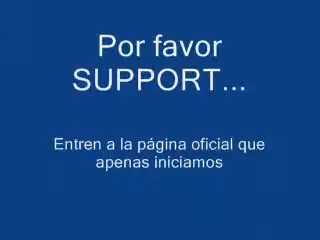 Por favor
SUPPORT...
Entren a la página oficial que
apenas iniciamos